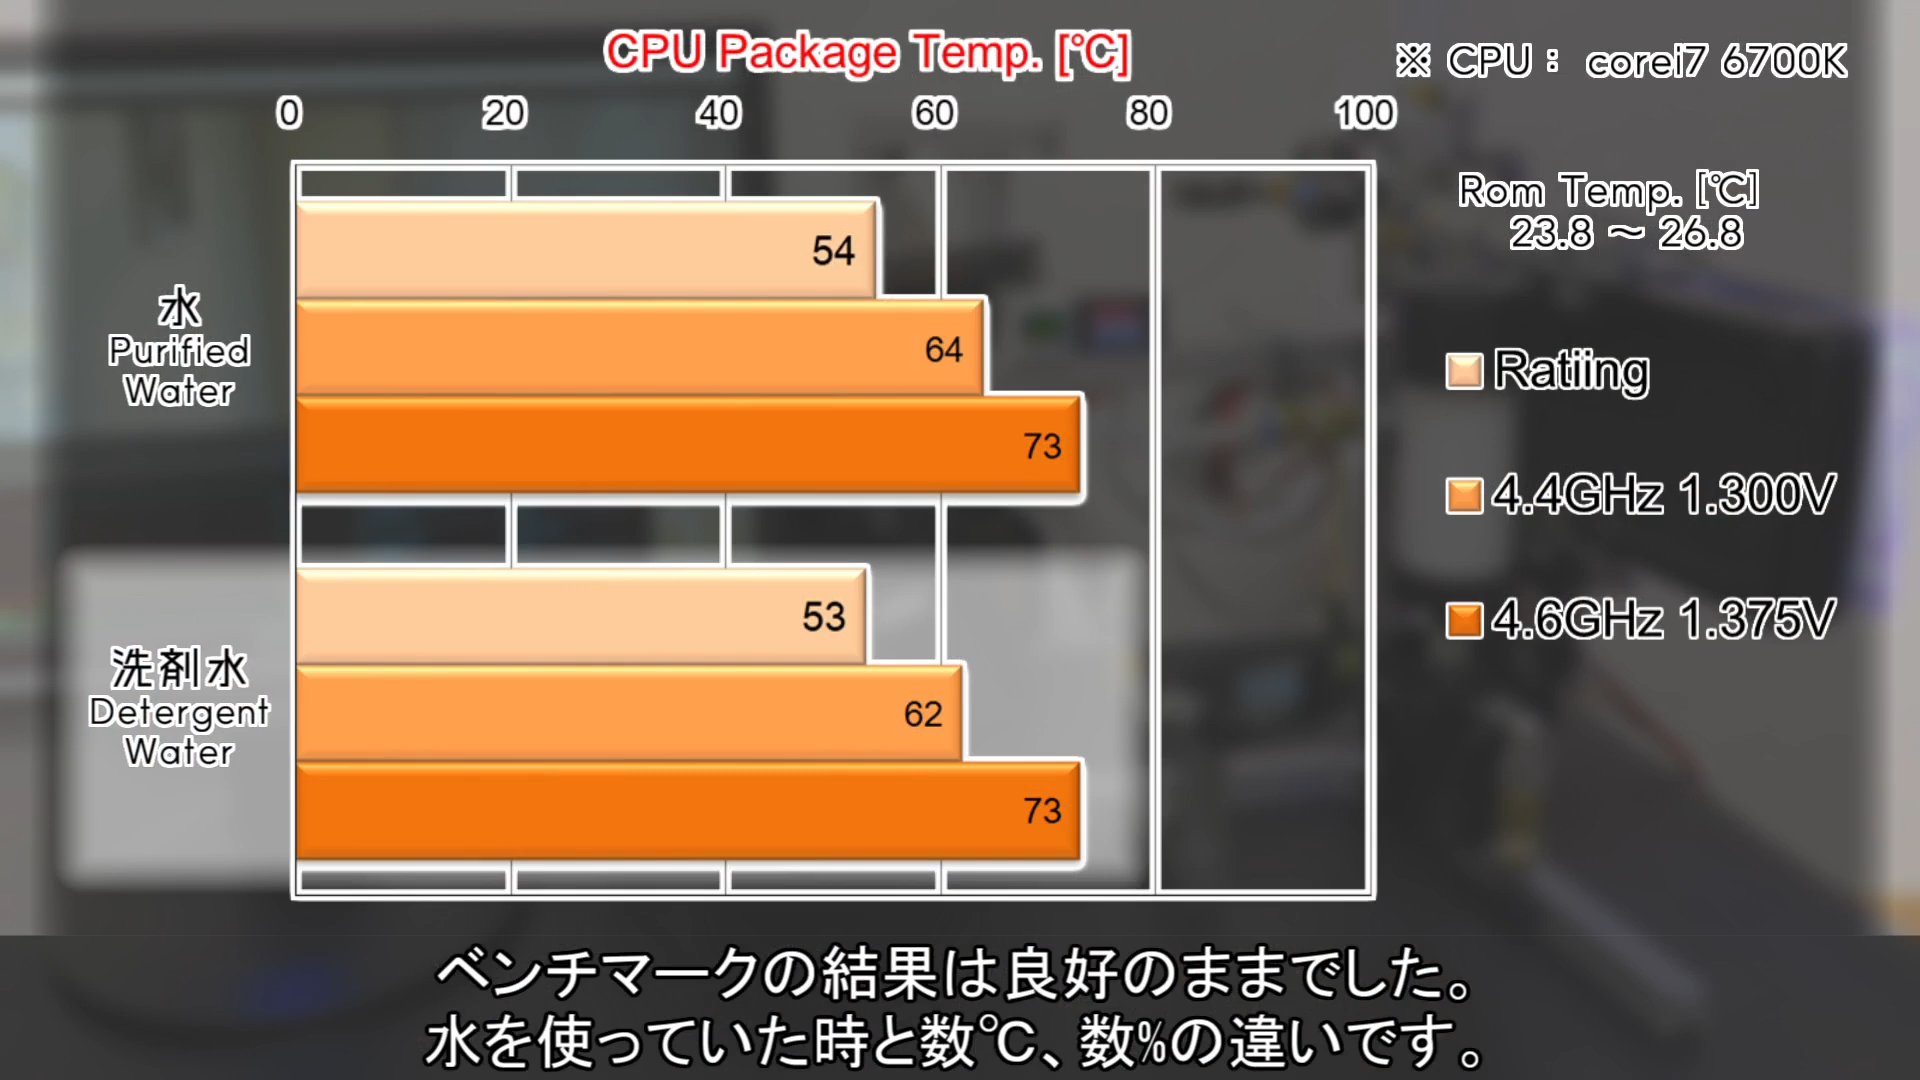 CPU Package Temp. [℃]
※ CPU： corei7 6700K
0 20 40 60 80 100
Rom Temp. [℃]
23.8 ～ 26.8
水
Purified
Water
54
64
73
洗剤水
Detergent
Water
53
62
73
Ratiing
4.4GHz 1.300V
4.6GHz 1.375V
ベンチマークの結果は良好のままでした。
水を使っていた時と数℃、数%の違いです。